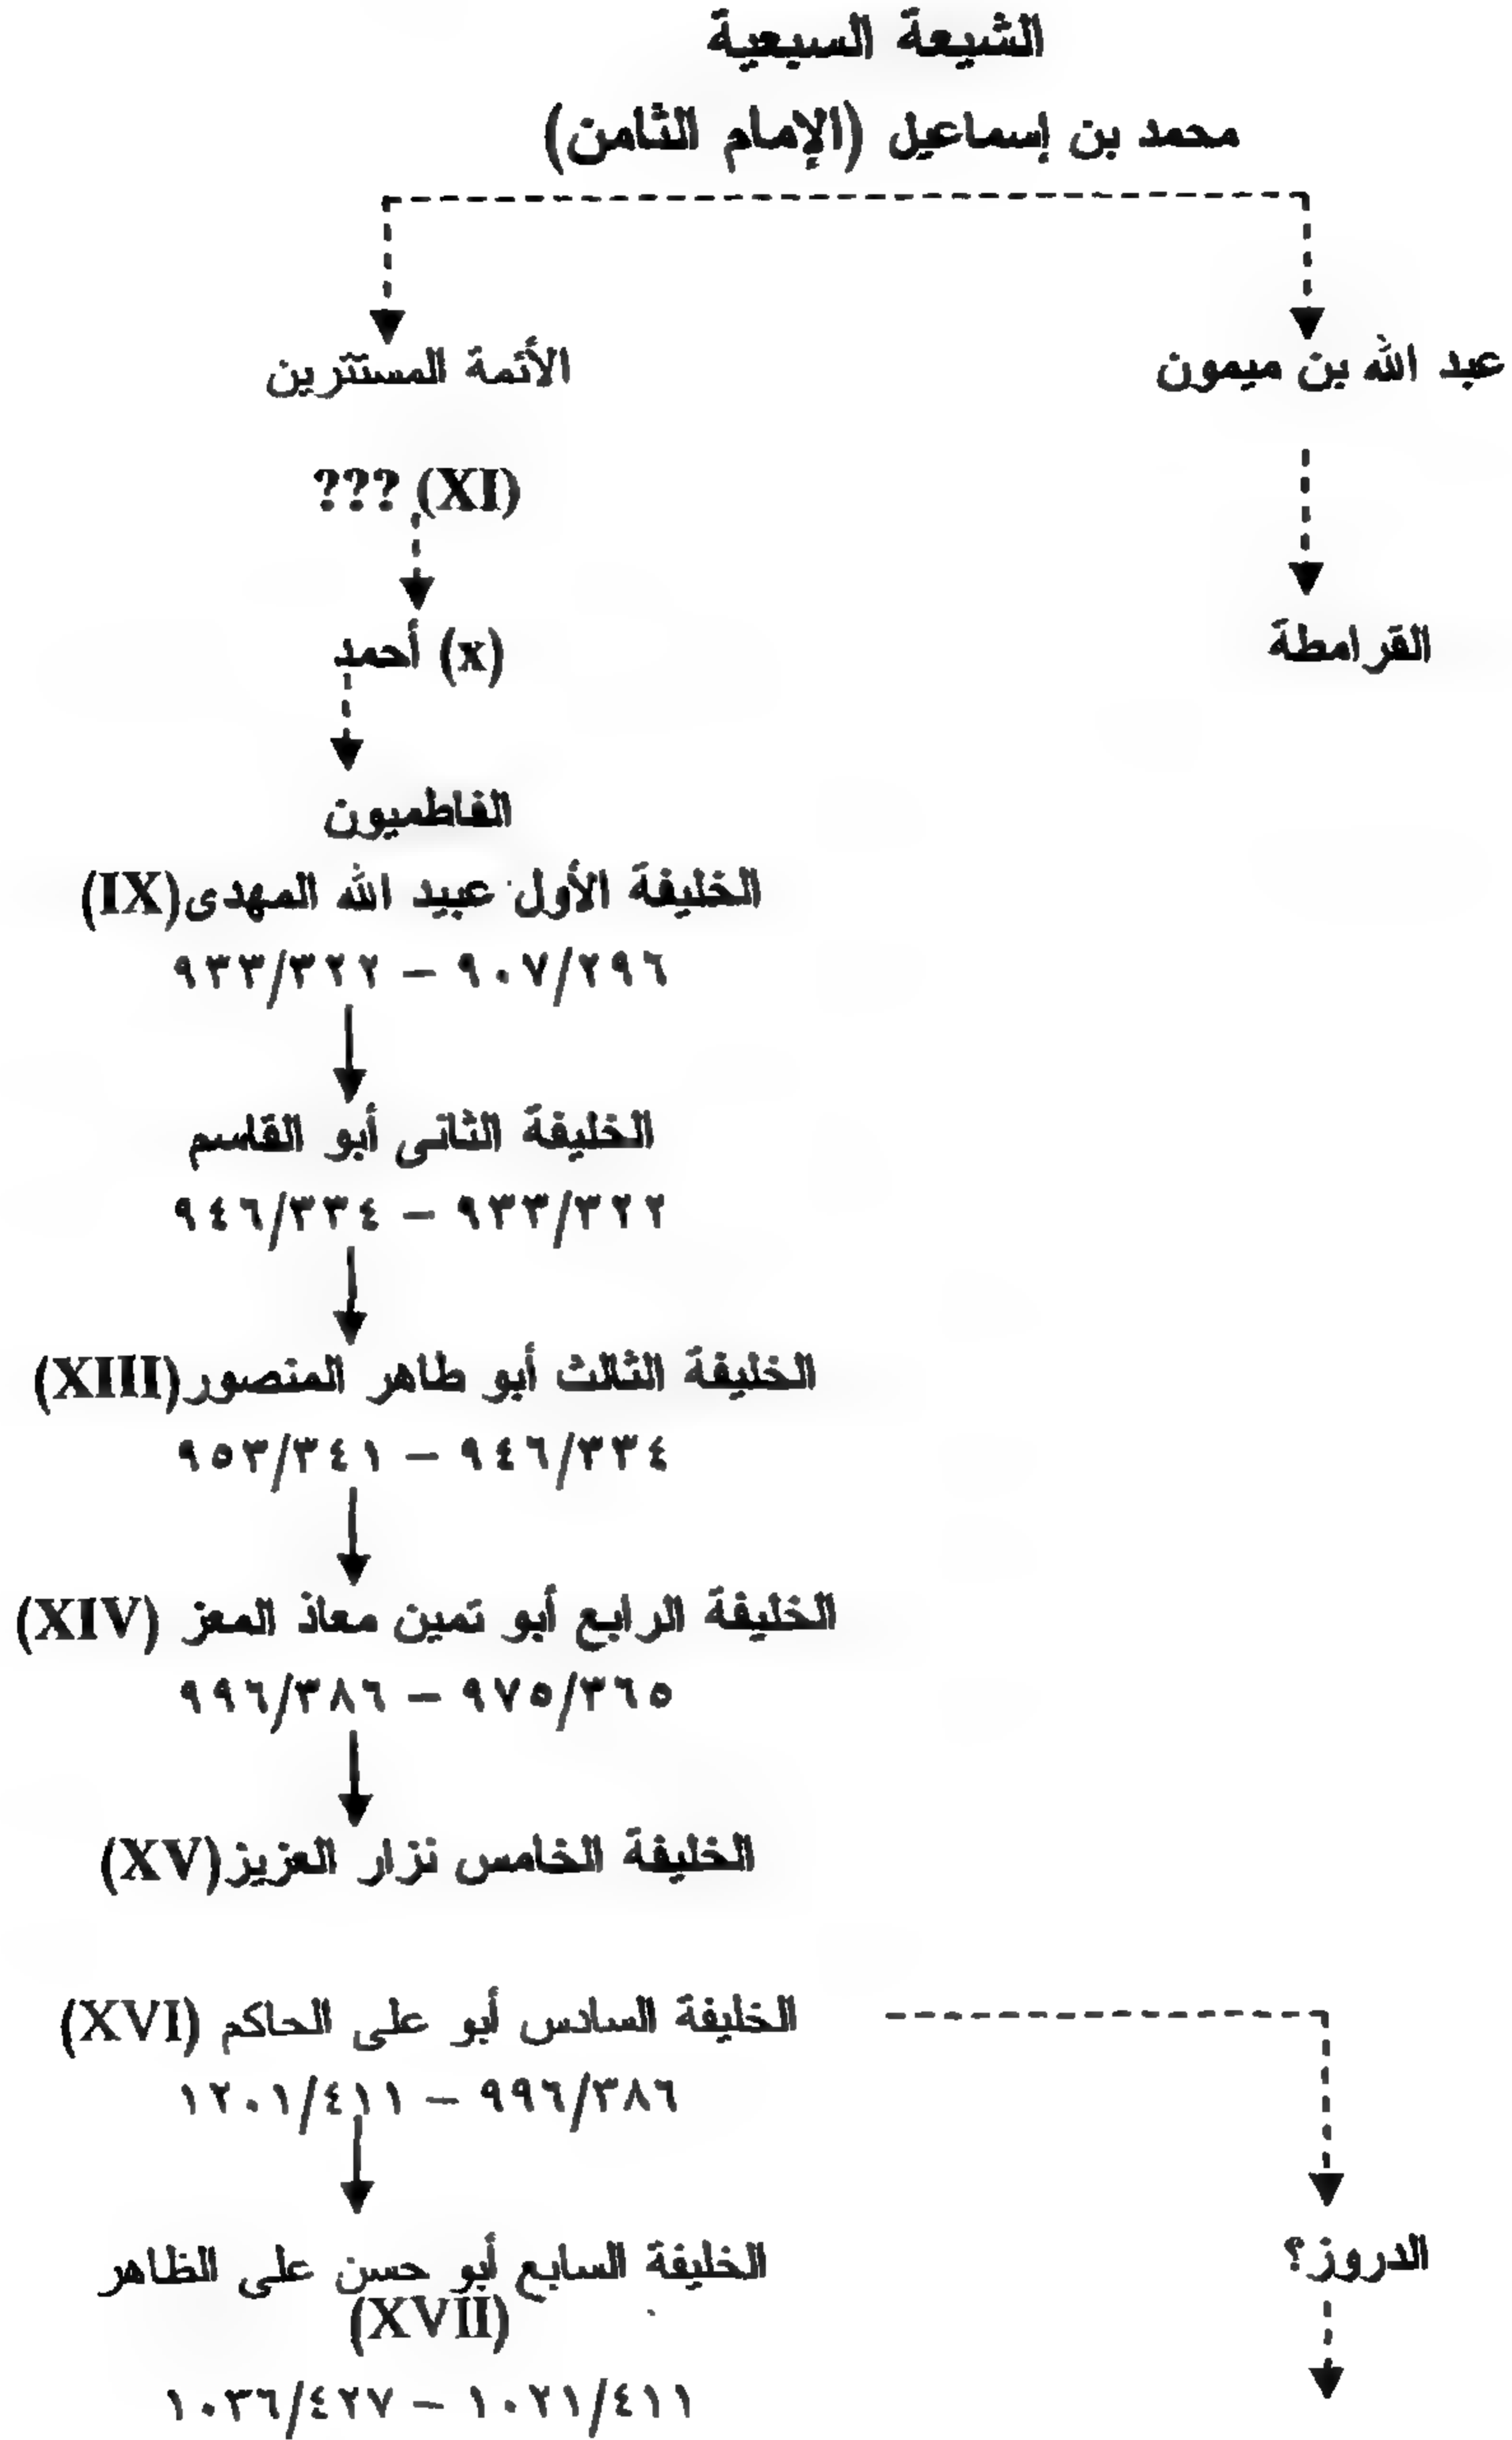 الشيعة السبعية
محمد بن إسماعيل (الإمام الثامن)
عبد الله بن ميمون
الأئمة المستترين
??? (XI)
القرامطة
(x) أحمد
الفاطميون
الخليفة الأول عبيد الله المهدى(IX)
٩٠٧/٢٩٦ – ٩٣٣/٣٢٢
الخليفة الثانى أبو القاسم
٩٣٣/٣٢٢ – ٩٤٦/٣٣٤
الخليفة الثالث أبو طاهر المنصور(XIII)
٩٤٦/٣٣٤ – ٩٥٣/٣٤١
الخليفة الرابع أبو تمين معاذ المعز (XIV)
٩٧٥/٣٦٥ – ٩٩٦/٣٨٦
الخليفة الخامس نزار العزيز(XV)
الخليفة السادس أبو على الحاكم (XVI)
٩٩٦/٣٨٦ – ١٢٠١/٤١١
الدروز؟
الخليفة السابع أبو حسن على الظاهر
(XVII)
١٠٢١/٤١١ – ١٠٣٦/٤٢٧